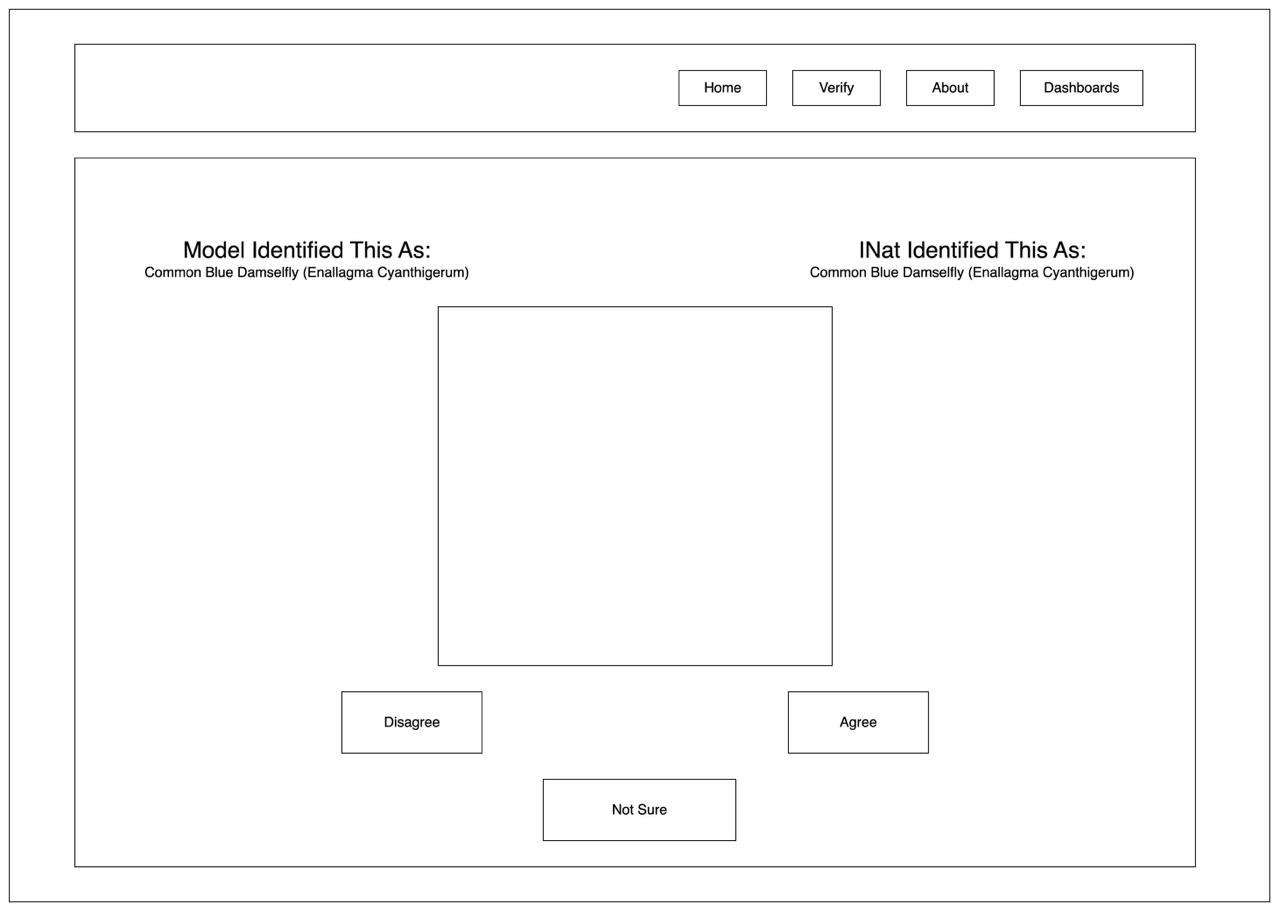 Home
Verify
About
Dashboards
Model Identified This As:
Common Blue Damselfly (Enallagma Cyanthigerum)
INat Identified This As:
Common Blue Damselfly (Enallagma Cyanthigerum)
Disagree
Agree
Not Sure